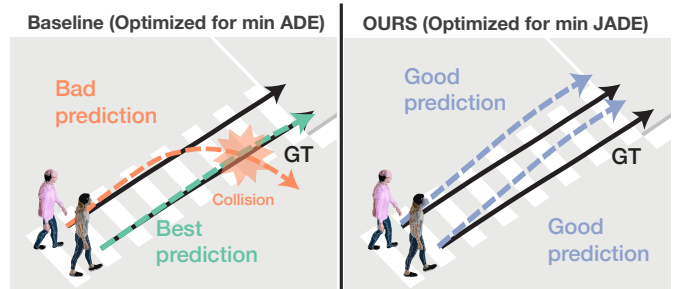 Baseline (Optimized for min ADE)
Bad
prediction
GT
Collision
Best
prediction
OURS (Optimized for min JADE)
Good
prediction
GT
Good
prediction